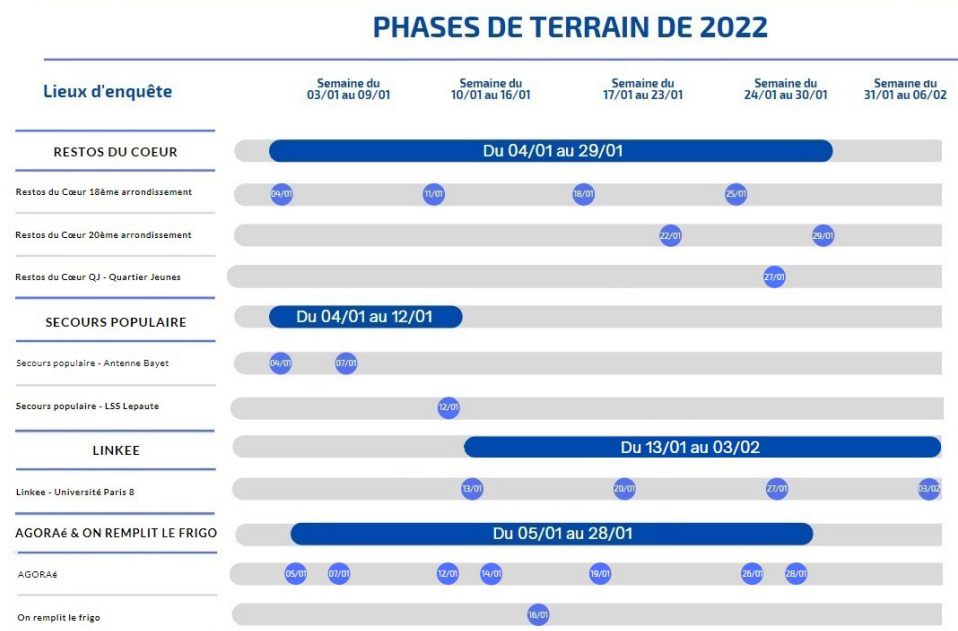 PHASES DE TERRAIN DE 2022
Lieux d'enquête
Semaine du
03/01 au 09/01
Semaine du
10/01 au 16/01
Semaine du
17/01 au 23/01
Semaine du
24/01 au 30/01
Semaine du
31/01 au 06/02
RESTOS DU COEUR
Du 04/01 au 29/01
Restos du Cœur 18ème arrondissement
04/01 11/01 18/01 25/01
Restos du Cœur 20ème arrondissement
22/01 29/01
Restos du Cœur QJ - Quartier Jeunes
27/01
SECOURS POPULAIRE
Du 04/01 au 12/01
Secours populaire - Antenne Bayet
04/01 07/01
Secours populaire - LSS Lepaute
12/01
LINKEE
Du 13/01 au 03/02
Linkee - Université Paris 8
13/01 20/01 27/01 03/02
AGORAé & ON REMPLIT LE FRIGO
Du 05/01 au 28/01
AGORAé
05/01 07/01 12/01 14/01 19/01 26/01 28/01
On remplit le frigo
16/01